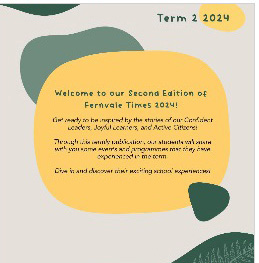 Term 2 2024
Welcome to our Second Edition of
Fernvale Times 2024!
Get ready to be inspired by the stories of our Confident
Leaders, Joyful Learners, and Active Citizens!
Through this termly publication, our students will share
with you some events and programmes that they have
experienced in the term.
Dive in and discover their exciting school experiences!